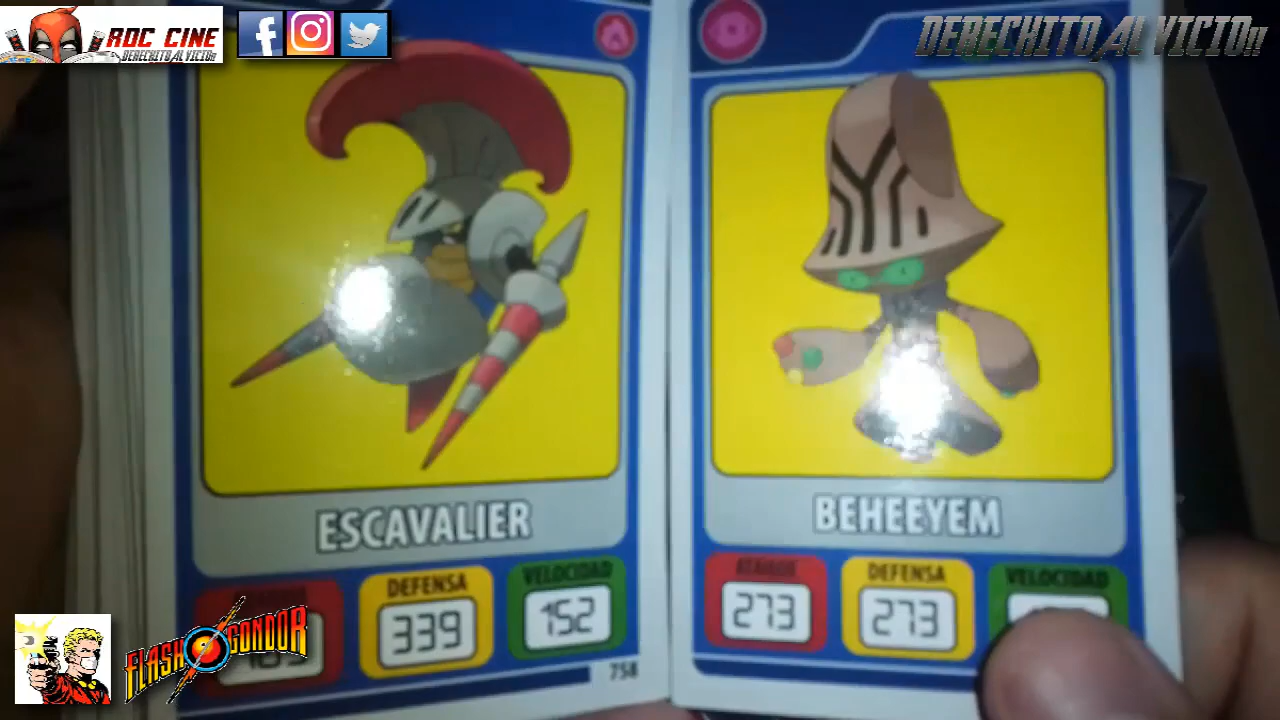 ROC CINE
DERECHITO AL VICIO!!
DERECHITO AL VICIO!!
ESCAVALIER
DEFENSA
339
VELOCIDAD
152
758
BEHEEYEM
ATAQUE
273
DEFENSA
273
VELOCIDAD
FLASH GORDOR